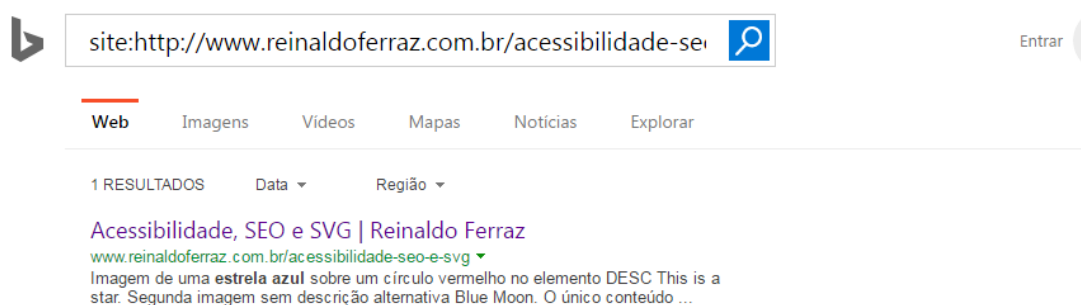 site:http://www.reinaldoferraz.com.br/acessibilidade-se
Entrar
Web Imagens Vídeos Mapas Notícias Explorar
1 RESULTADOS Data Região
Acessibilidade, SEO e SVG | Reinaldo Ferraz
www.reinaldoferraz.com.br/acessibilidade-seo-e-svg
Imagem de uma estrela azul sobre um círculo vermelho no elemento DESC This is a
star. Segunda imagem sem descrição alternativa Blue Moon. O único conteúdo ...